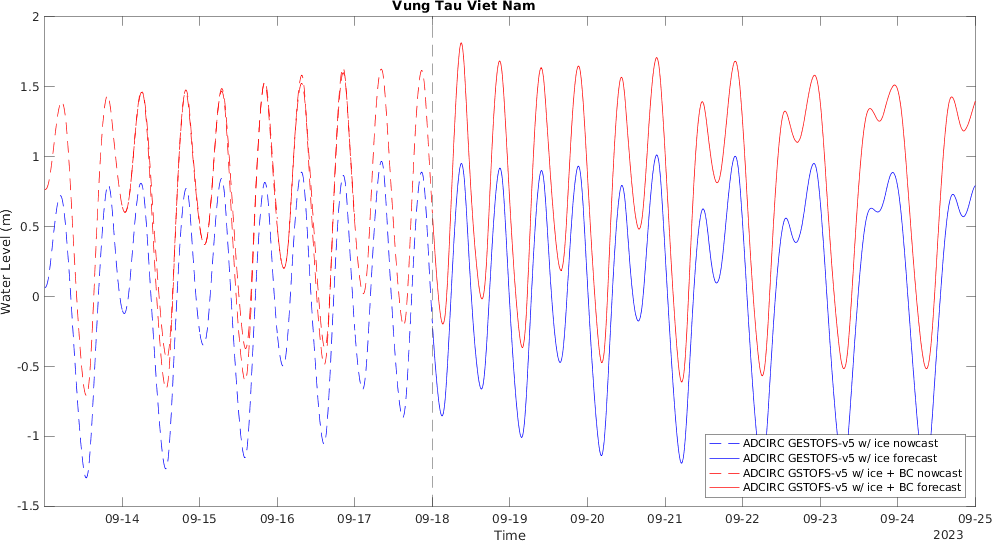 Vung Tau Viet Nam
2
1.5
1
0.5
0
-0.5
-1
-1.5
Water Level (m)
ADCIRC GESTOFS-v5 w/ ice nowcast
ADCIRC GESTOFS-v5 w/ ice forecast
ADCIRC GSTOFS-v5 w/ ice + BC nowcast
ADCIRC GSTOFS-v5 w/ ice + BC forecast
09-14 09-15 09-16 09-17 09-18 09-19 09-20 09-21 09-22 09-23 09-24 09-25
Time
2023